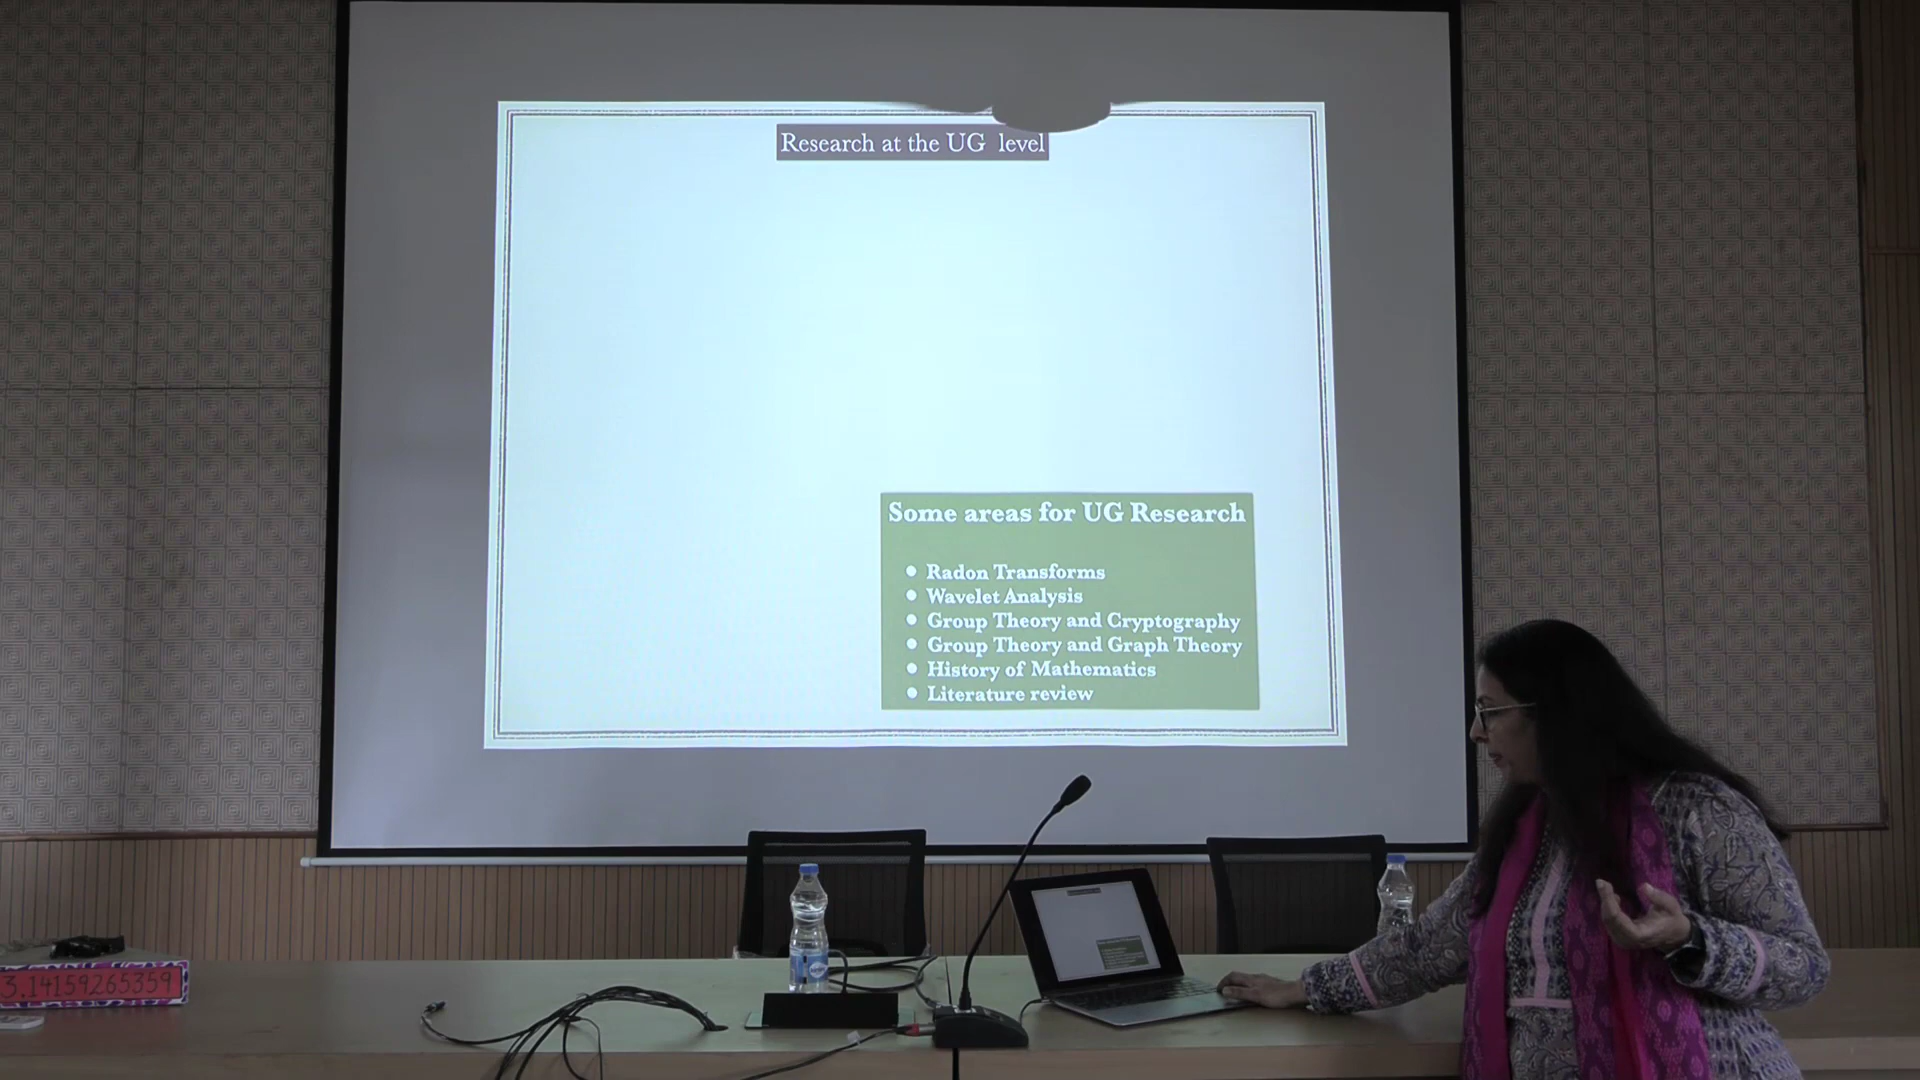 Research at the UG level
Some areas for UG Research
● Radon Transforms
● Wavelet Analysis
● Group Theory and Cryptography
● Group Theory and Graph Theory
● History of Mathematics
● Literature review
3.14159265359